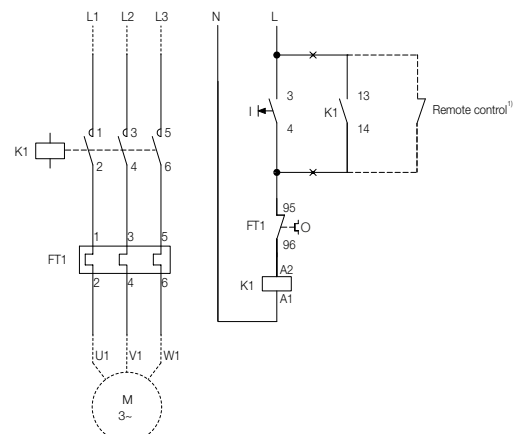 L1 L2 L3 N L
3 13
I K1 Remote control¹⁾
4 14
1 3 5
K1
2 4 6
95
FT1 O
96
1 3 5
FT1
A2
K1
A1
2 4 6
U1 V1 W1
M
3~